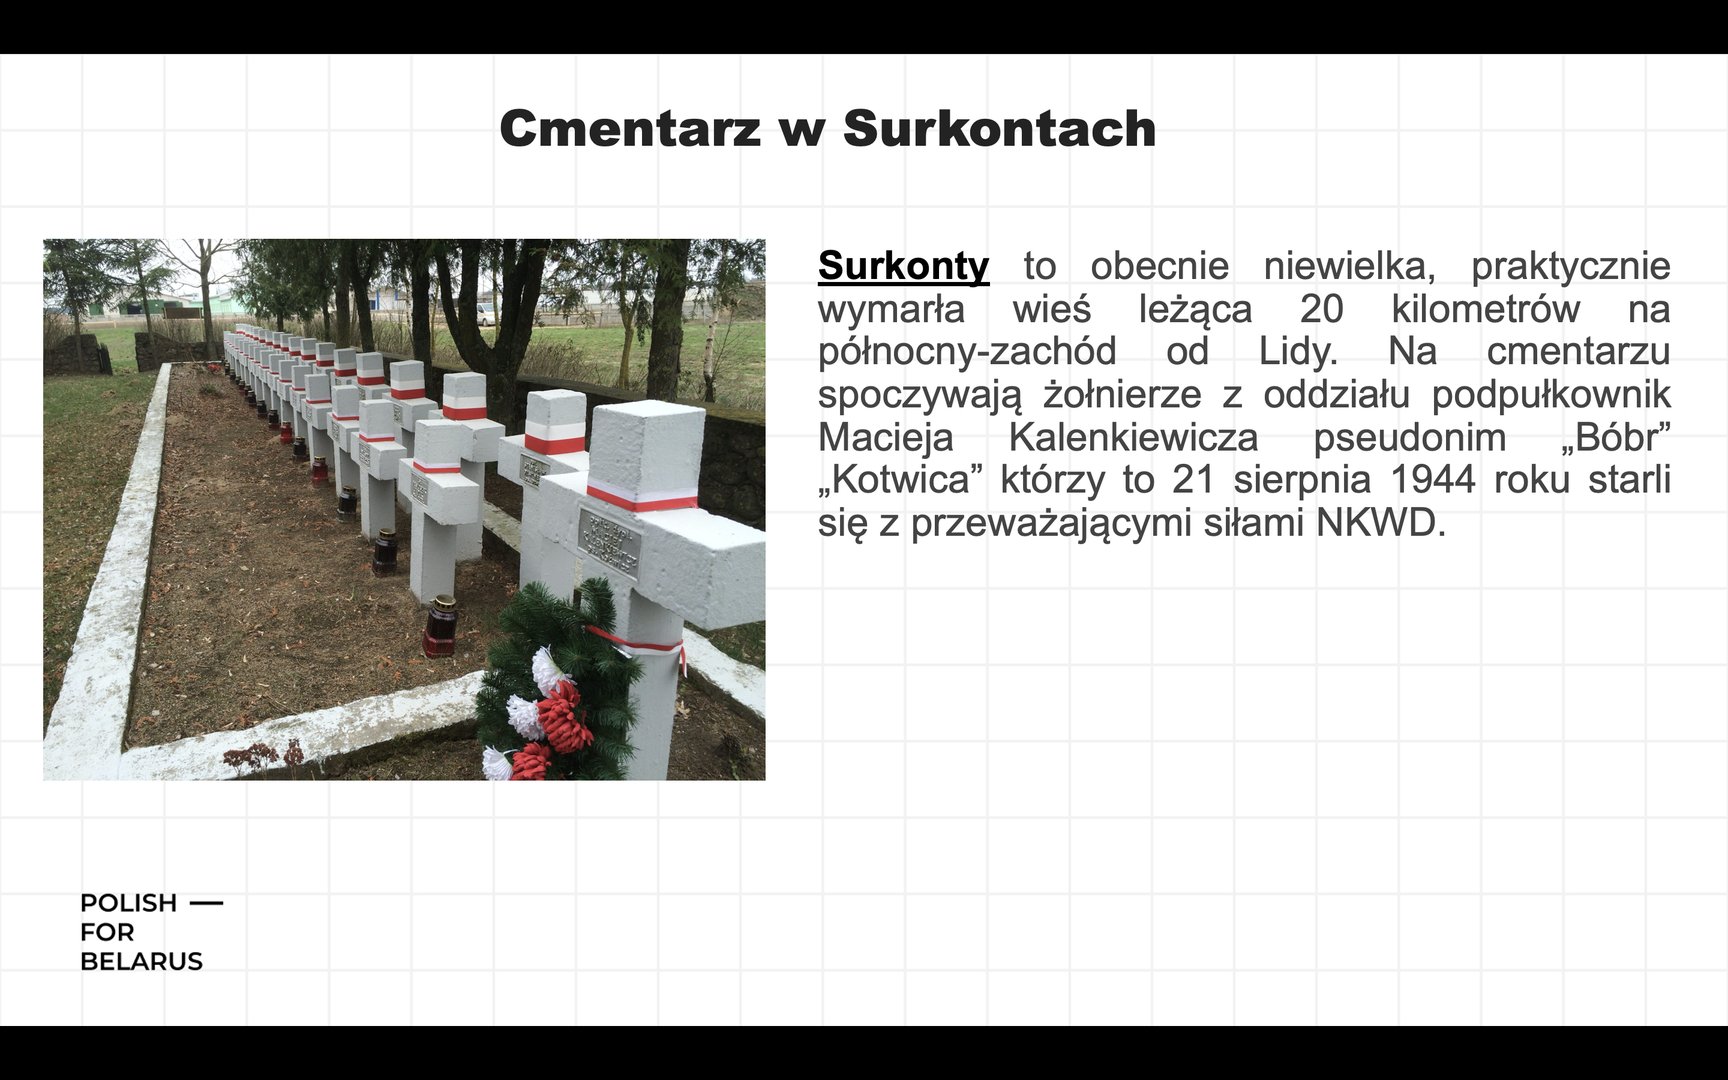 Cmentarz w Surkontach
Surkonty to obecnie niewielka, praktycznie
wymarła wieś leżąca 20 kilometrów na
północny-zachód od Lidy. Na cmentarzu
spoczywają żołnierze z oddziału podpułkownik
Macieja Kalenkiewicza pseudonim „Bóbr”
„Kotwica” którzy to 21 sierpnia 1944 roku starli
się z przeważającymi siłami NKWD.
POLISH —
FOR
BELARUS